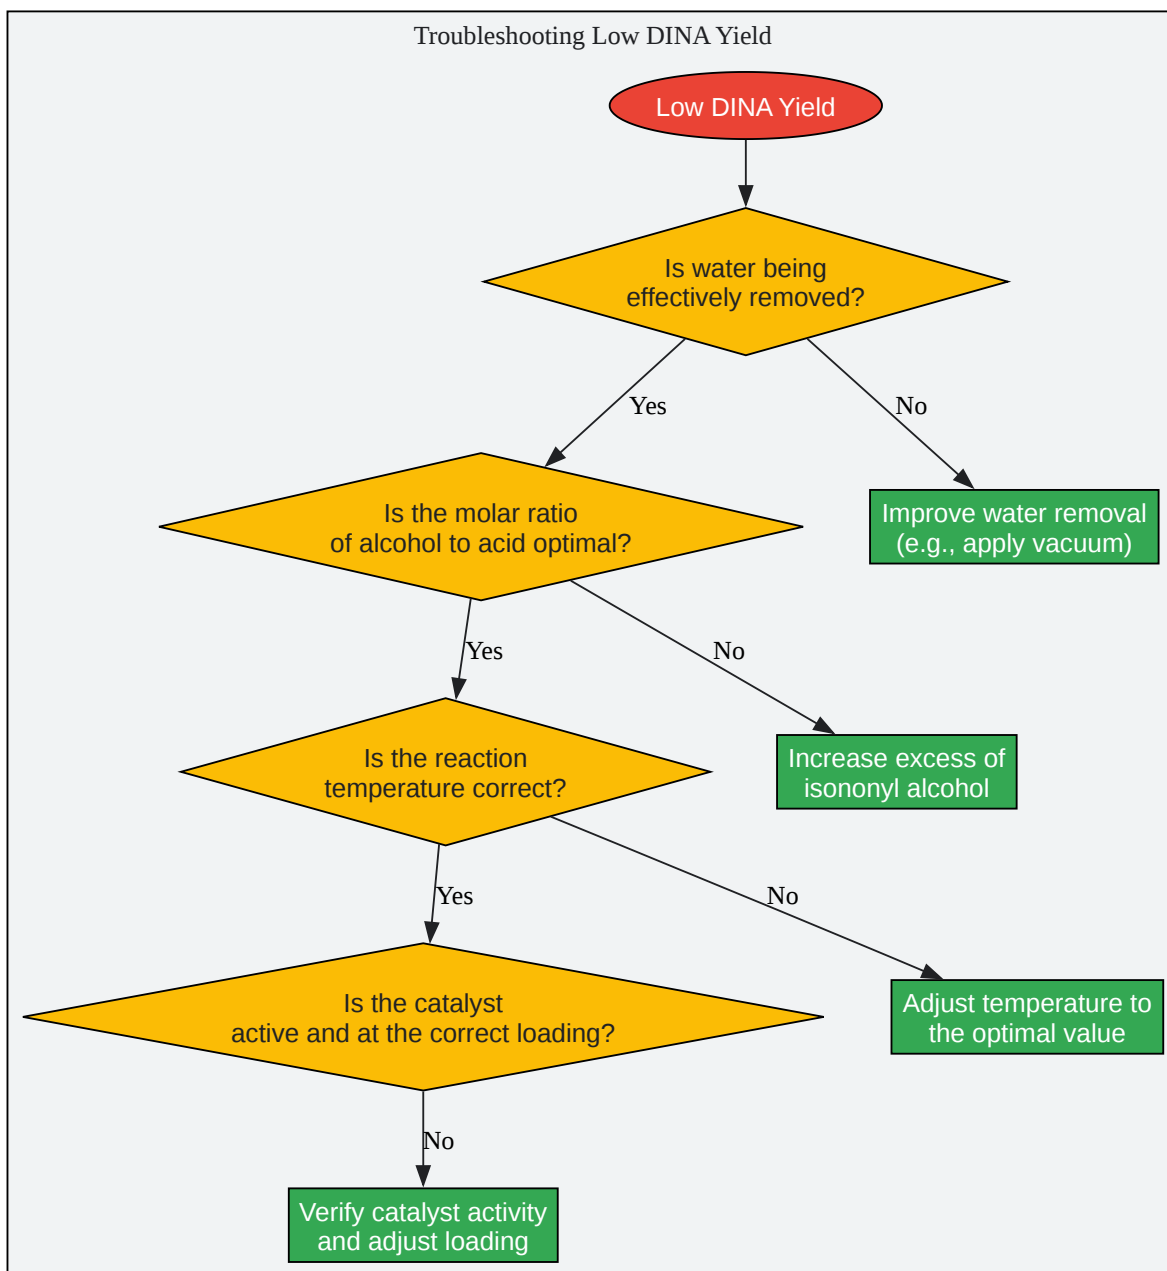 Troubleshooting Low DINA Yield
Low DINA Yield
Is water being
effectively removed?
Yes
No
Is the molar ratio
of alcohol to acid optimal?
Improve water removal
(e.g., apply vacuum)
Yes
No
Is the reaction
temperature correct?
Increase excess of
isononyl alcohol
Yes
No
Is the catalyst
active and at the correct loading?
Adjust temperature to
the optimal value
No
Verify catalyst activity
and adjust loading